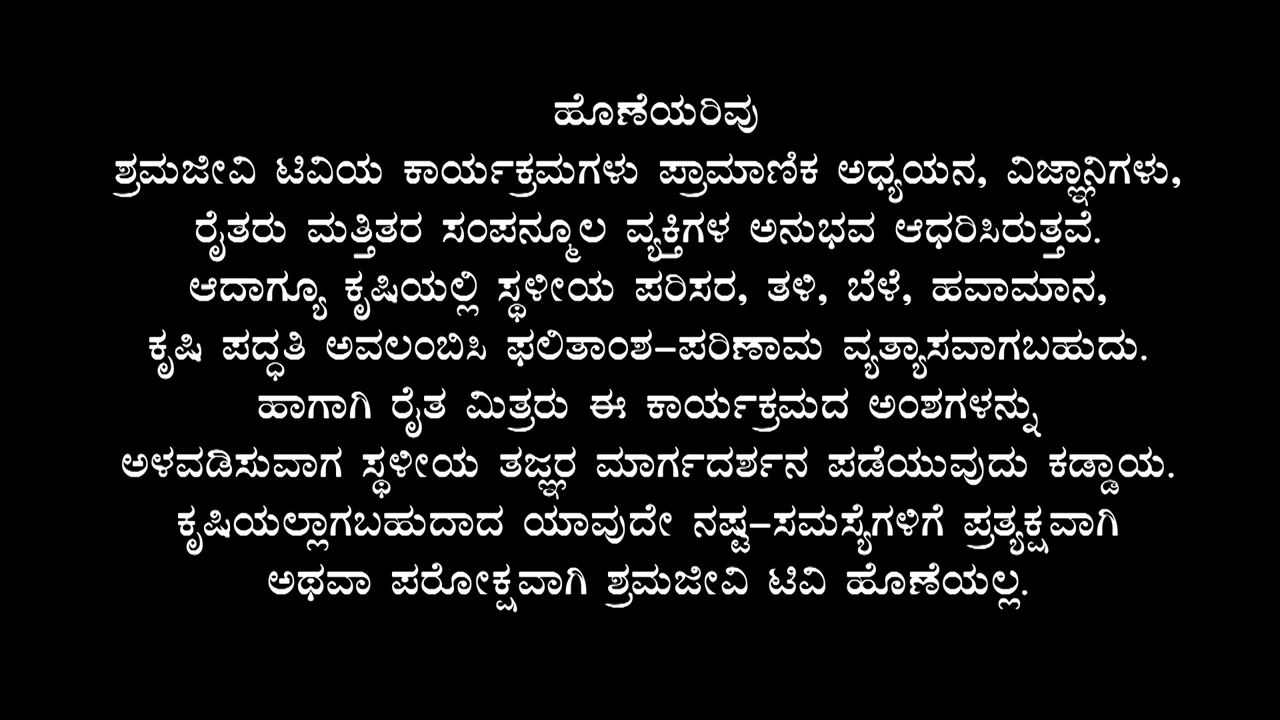 ಹೊಣೆಯರಿವು
ಶ್ರಮಜೀವಿ ಟಿವಿಯ ಕಾರ್ಯಕ್ರಮಗಳು ಪ್ರಾಮಾಣಿಕ ಅಧ್ಯಯನ, ವಿಜ್ಞಾನಿಗಳು,
ರೈತರು ಮತ್ತಿತರ ಸಂಪನ್ಮೂಲ ವ್ಯಕ್ತಿಗಳ ಅನುಭವ ಆಧರಿಸಿರುತ್ತವೆ.
ಆದಾಗ್ಯೂ ಕೃಷಿಯಲ್ಲಿ ಸ್ಥಳೀಯ ಪರಿಸರ, ತಳಿ, ಬೆಳೆ, ಹವಾಮಾನ,
ಕೃಷಿ ಪದ್ಧತಿ ಅವಲಂಬಿಸಿ ಫಲಿತಾಂಶ–ಪರಿಣಾಮ ವ್ಯತ್ಯಾಸವಾಗಬಹುದು.
ಹಾಗಾಗಿ ರೈತ ಮಿತ್ರರು ಈ ಕಾರ್ಯಕ್ರಮದ ಅಂಶಗಳನ್ನು
ಅಳವಡಿಸುವಾಗ ಸ್ಥಳೀಯ ತಜ್ಞರ ಮಾರ್ಗದರ್ಶನ ಪಡೆಯುವುದು ಕಡ್ಡಾಯ.
ಕೃಷಿಯಲ್ಲಾಗಬಹುದಾದ ಯಾವುದೇ ನಷ್ಟ–ಸಮಸ್ಯೆಗಳಿಗೆ ಪ್ರತ್ಯಕ್ಷವಾಗಿ
ಅಥವಾ ಪರೋಕ್ಷವಾಗಿ ಶ್ರಮಜೀವಿ ಟಿವಿ ಹೊಣೆಯಲ್ಲ.